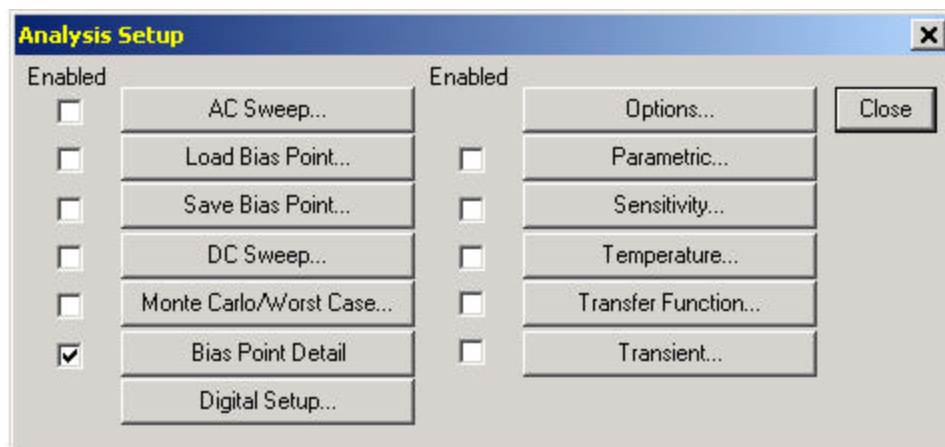 Analysis Setup
Enabled Enabled
AC Sweep... Options... Close
Load Bias Point... Parametric...
Save Bias Point... Sensitivity...
DC Sweep... Temperature...
Monte Carlo/Worst Case... Transfer Function...
Bias Point Detail Transient...
Digital Setup...